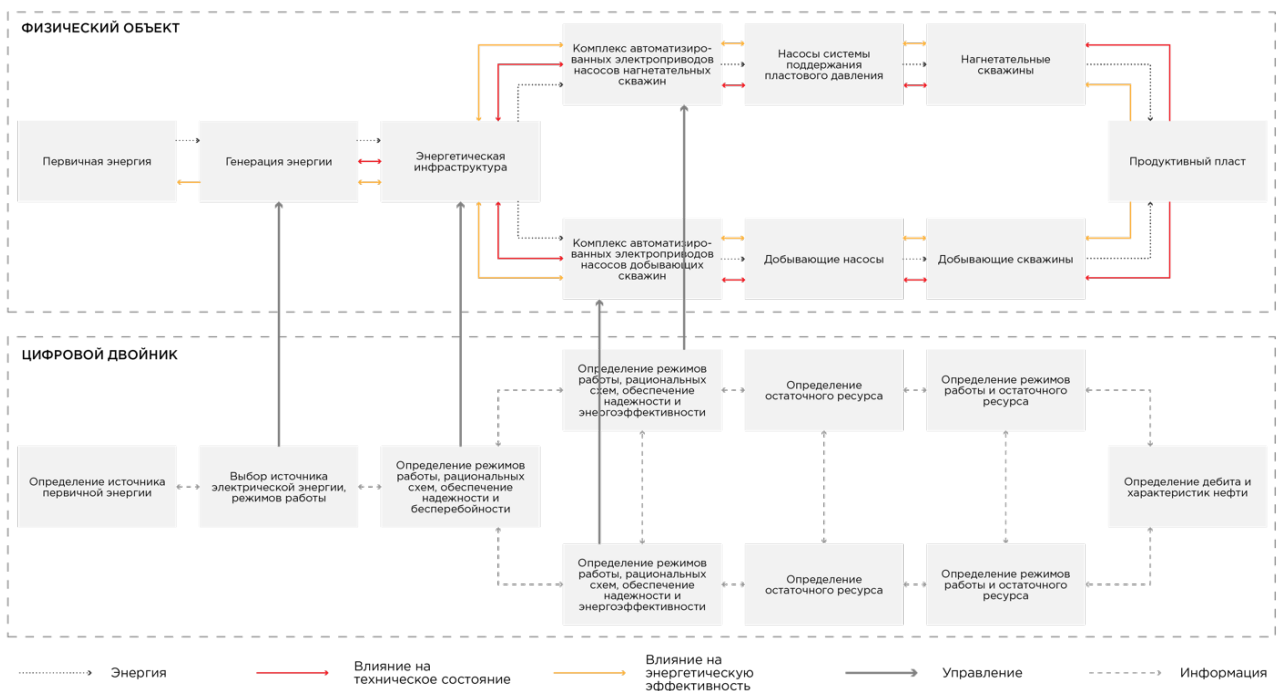 ФИЗИЧЕСКИЙ ОБЪЕКТ
Комплекс автоматизиро-
ванных электроприводов
насосов нагнетательных
скважин
Насосы системы
поддержания
пластового давления
Нагнетательные
скважины
Первичная энергия
Генерация энергии
Энергетическая
инфраструктура
Продуктивный пласт
Комплекс автоматизиро-
ванных электроприводов
насосов добывающих
скважин
Добывающие насосы
Добывающие скважины
ЦИФРОВОЙ ДВОЙНИК
Определение режимов
работы, рациональных
схем, обеспечение
надежности и
энергоэффективности
Определение
остаточного ресурса
Определение режимов
работы и остаточного
ресурса
Определение источника
первичной энергии
Выбор источника
электрической энергии,
режимов работы
Определение режимов
работы, рациональных
схем, обеспечение
надежности и
бесперебойности
Определение дебита и
характеристик нефти
Определение режимов
работы, рациональных
схем, обеспечение
надежности и
энергоэффективности
Определение
остаточного ресурса
Определение режимов
работы и остаточного
ресурса
Энергия
Влияние на
техническое состояние
Влияние на
энергетическую
эффективность
Управление
Информация